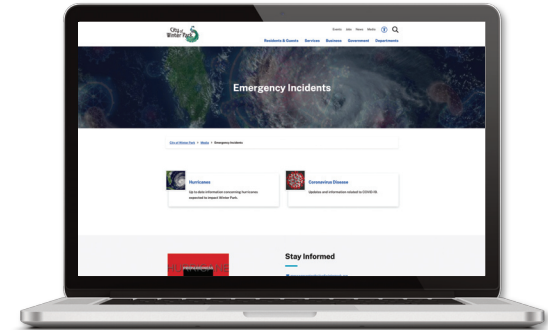 City of
Winter Park
Events Jobs News Media
Residents & Guests Services Business Government Departments
Emergency Incidents
City of Winter Park > Media > Emergency Incidents
Hurricanes
Up to date information concerning hurricanes
expected to impact Winter Park.
Coronavirus Disease
Updates and information related to COVID-19.
HURRICANE
Stay Informed